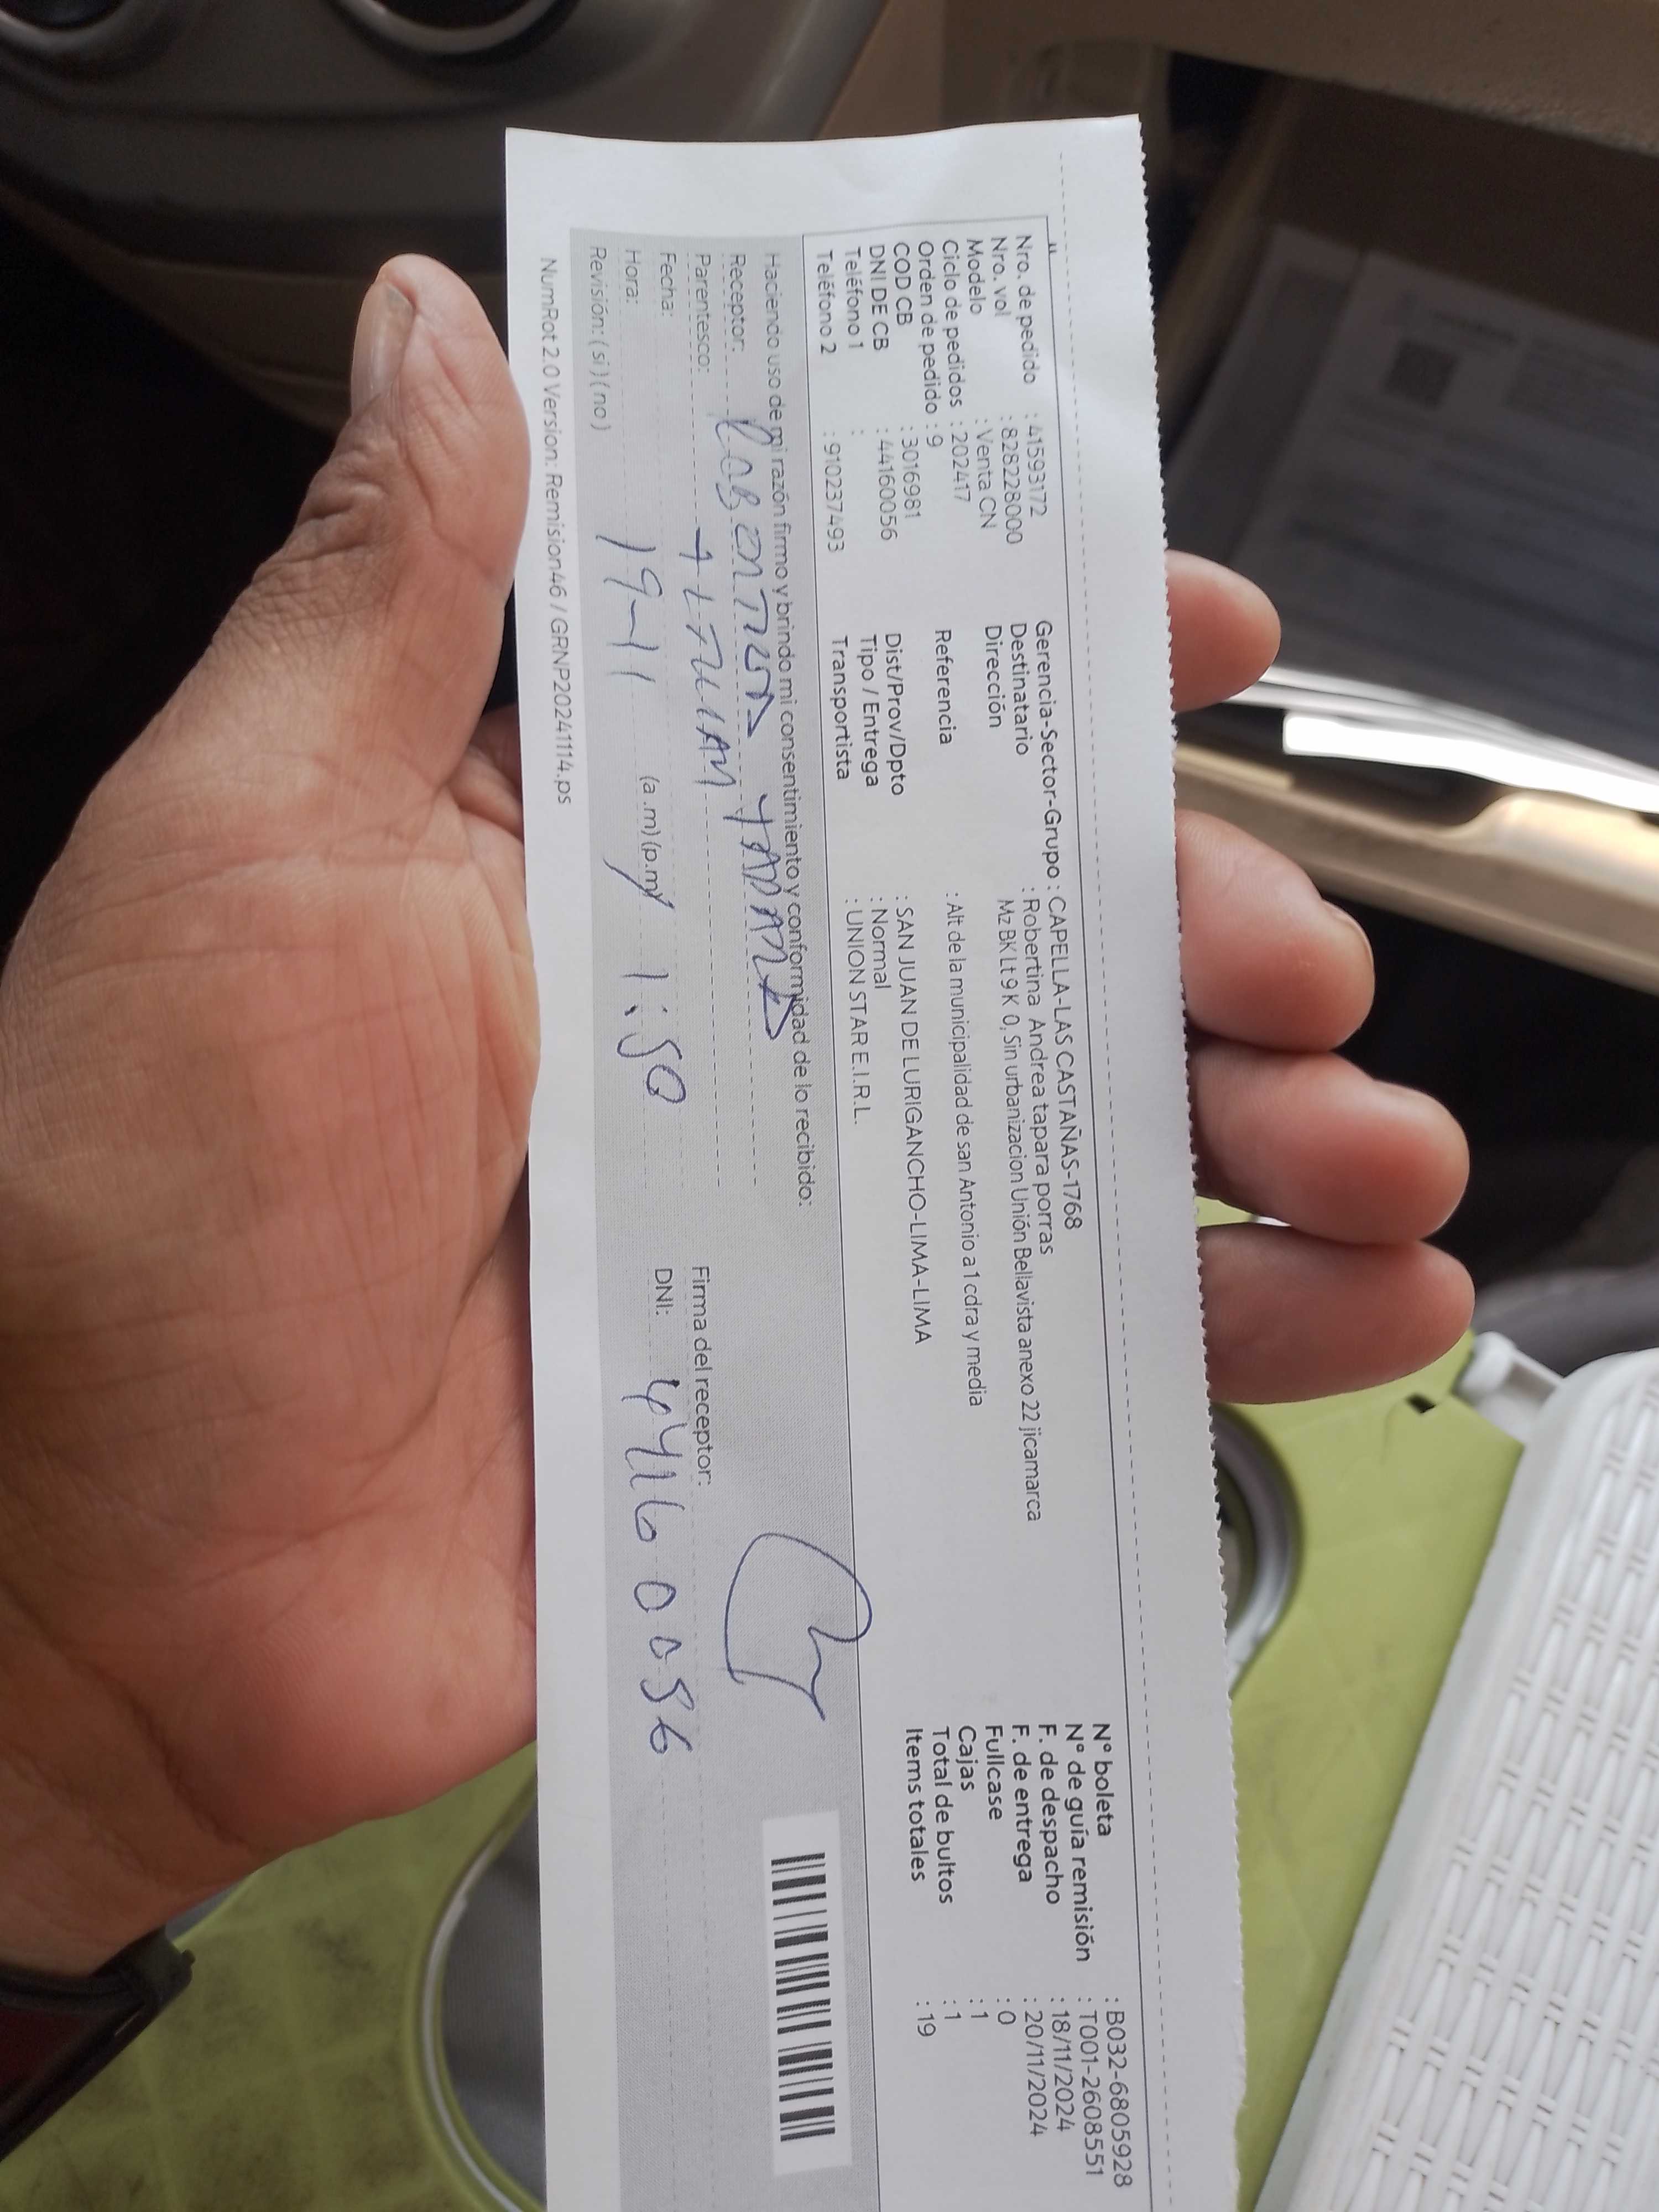 Nro. de pedido : 41593172
Nro. vol : 828228000
Modelo : Venta CN
Ciclo de pedidos : 202417
Orden de pedido : 9
COD CB : 3016981
DNI DE CB : 44160056
Teléfono 1 :
Teléfono 2 : 910237493
Gerencia-Sector-Grupo : CAPELLA-LAS CASTAÑAS-1768
Destinatario : Robertina Andrea tapara porras
Dirección Mz BK Lt 9 K 0, Sin urbanizacion Unión Bellavista anexo 22 jicamarca
Referencia : Alt de la municipalidad de san Antonio a 1 cdra y media
Dist/Prov/Dpto : SAN JUAN DE LURIGANCHO-LIMA-LIMA
Tipo / Entrega : Normal
Transportista : UNION STAR E.I.R.L.
N° boleta : B032-6805928
N° de guía remisión : T001-2608551
F. de despacho : 18/11/2024
F. de entrega : 20/11/2024
Fullcase : 0
Cajas : 1
Total de bultos : 1
Items totales : 19
Haciendo uso de mi razón firmo y brindo mi consentimiento y conformidad de lo recibido:
Receptor:
Parentesco: TITULAR
Fecha: 19-11
Hora: (a.m)(p.m) 1:50
Revisión: ( si ) ( no )
Firma del receptor:
DNI: 44160056
NumRot 2.0 Version: Remision46 / GRNP20241114.ps